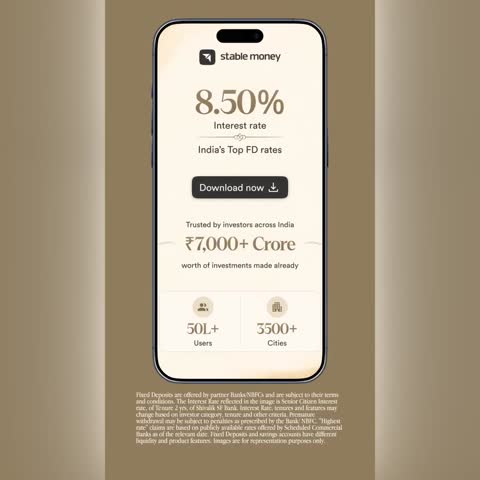 stable money
8.50%
Interest rate
India's Top FD rates
Download now
Trusted by investors across India
₹7,000+ Crore
worth of investments made already
50L+
Users
3500+
Cities
Fixed Deposits are offered by partner Banks/NBFCs and are subject to their terms
and conditions. The Interest Rate reflected in the image is Senior Citizen Interest
rate, of Tenure 2 yrs, of Shivalik SF Bank. Interest Rate, tenures and features may
change based on investor category, tenure and other criteria. Premature
withdrawal may be subject to penalties as prescribed by the Bank/ NBFC. "Highest
rate" claims are based on publicly available rates offered by Scheduled Commercial
Banks as of the relevant date. Fixed Deposits and savings accounts have different
liquidity and product features. Images are for representation purposes only.